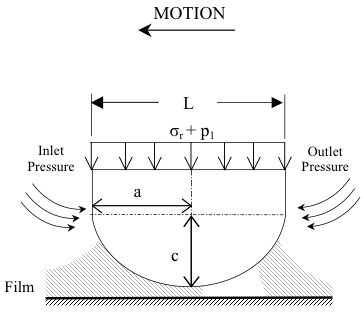 MOTION
L
σr + p1
Inlet
Pressure
Outlet
Pressure
a
c
Film